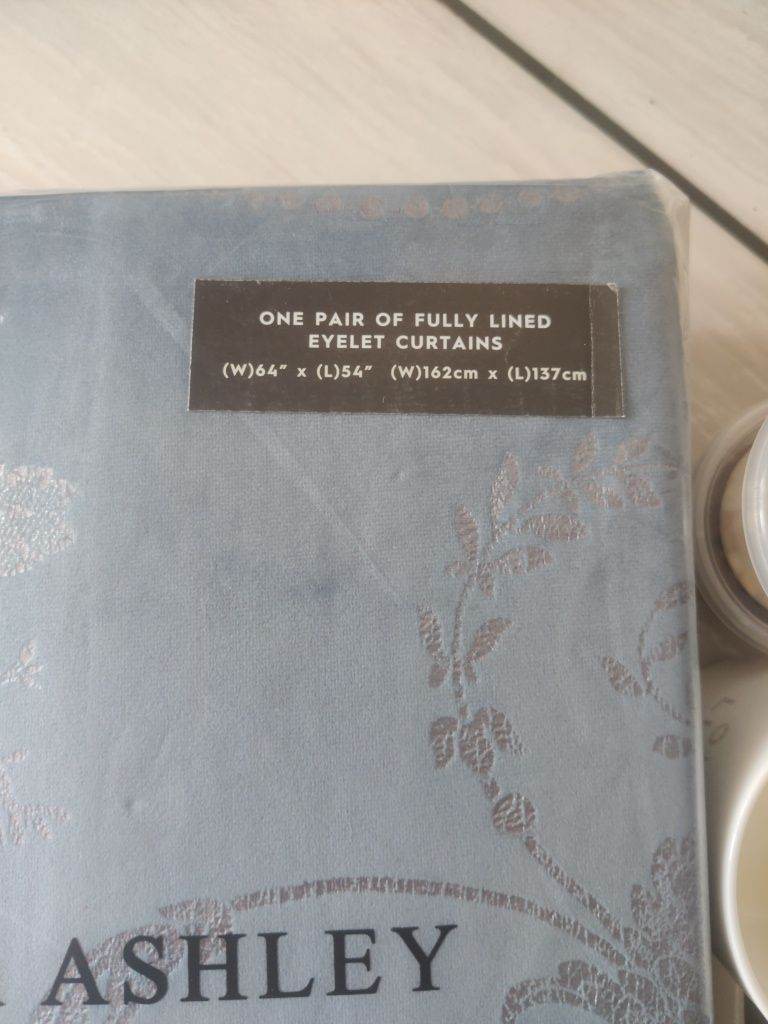 ONE PAIR OF FULLY LINED
EYELET CURTAINS
(W)64" x (L)54" (W)162cm x (L)137cm
ASHLEY